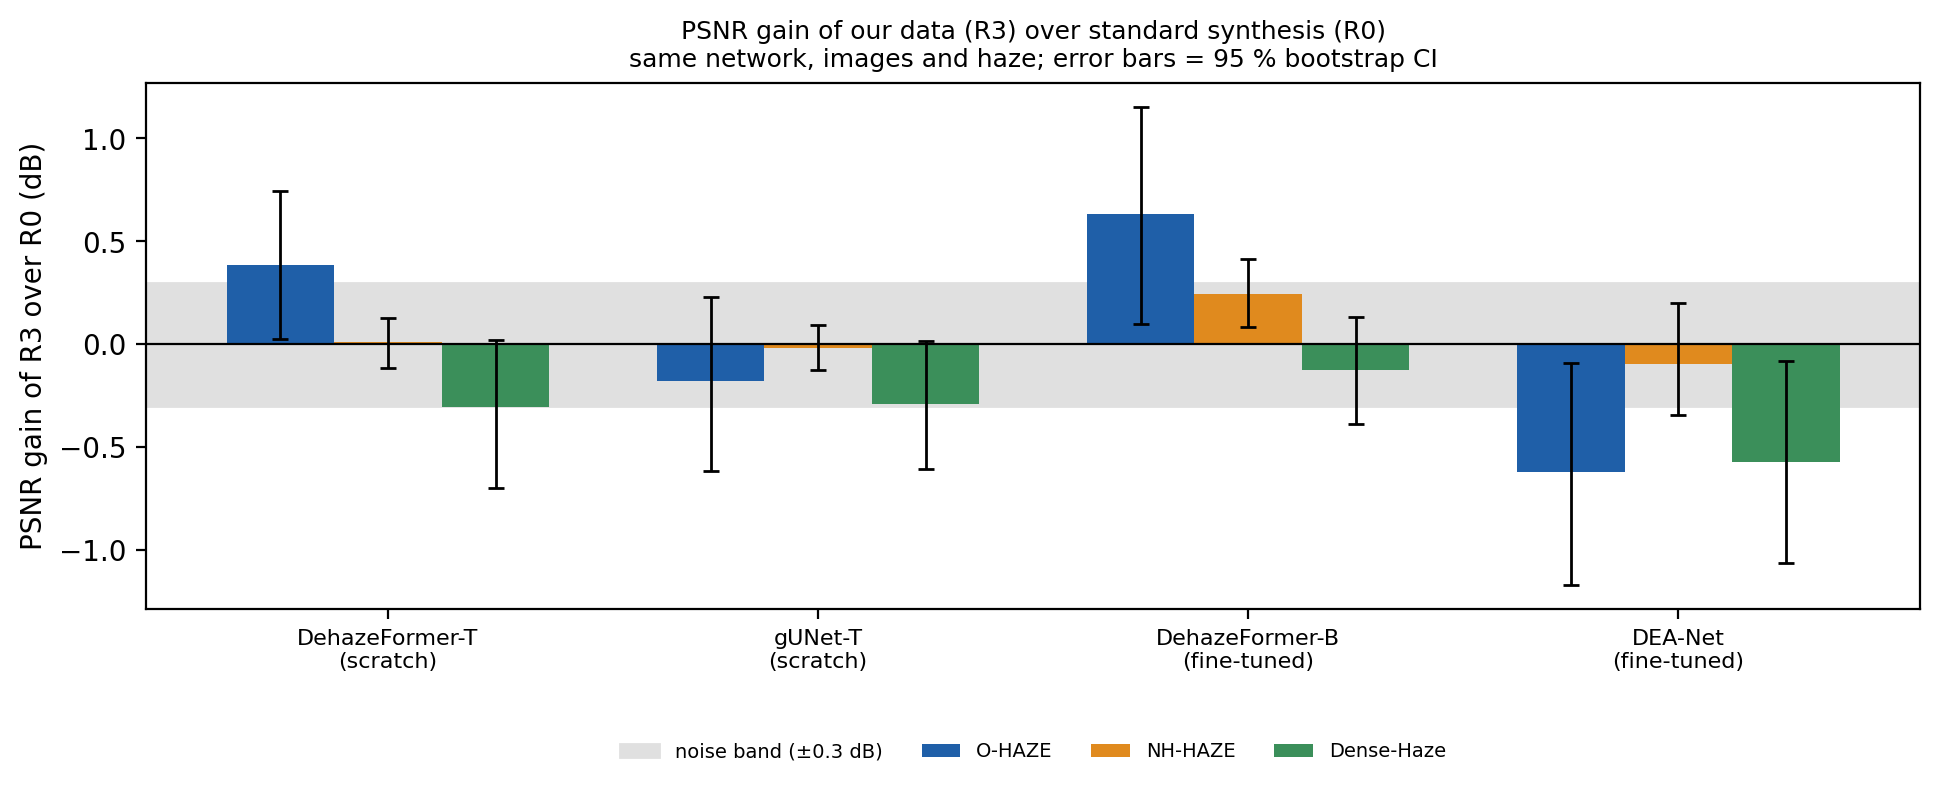 PSNR gain of our data (R3) over standard synthesis (R0)
same network, images and haze; error bars = 95 % bootstrap CI
PSNR gain of R3 over R0 (dB)
1.0
0.5
0.0
−0.5
−1.0
DehazeFormer-T
(scratch)
gUNet-T
(scratch)
DehazeFormer-B
(fine-tuned)
DEA-Net
(fine-tuned)
noise band (±0.3 dB)
O-HAZE
NH-HAZE
Dense-Haze